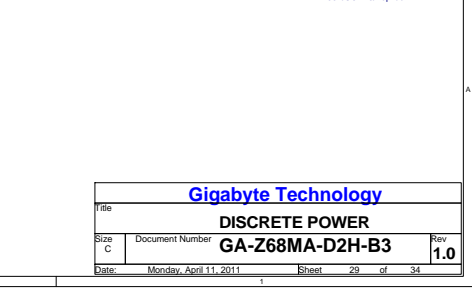 A
Gigabyte Technology
Title
DISCRETE POWER
Size
C
Document Number
GA-Z68MA-D2H-B3
Rev
1.0
Date: Monday, April 11, 2011 Sheet 29 of 34
1